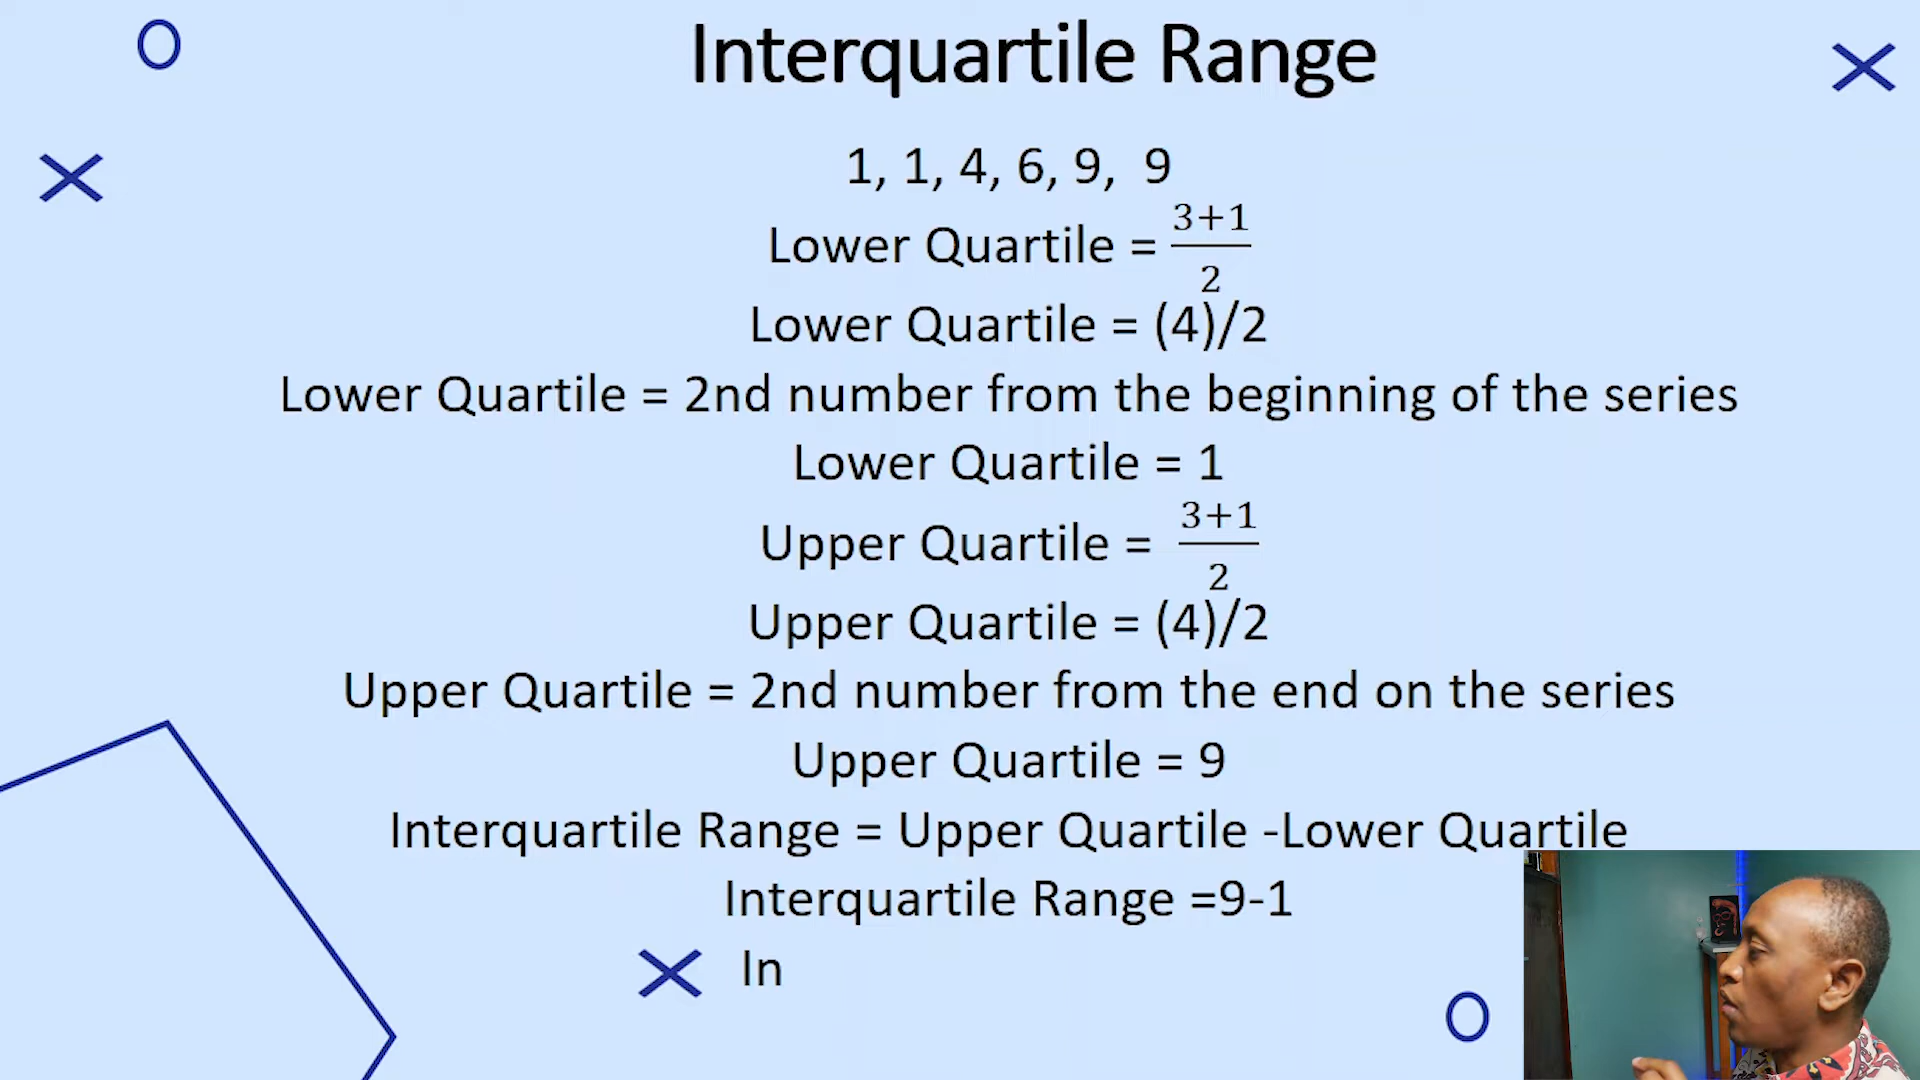 Interquartile Range
1, 1, 4, 6, 9, 9
Lower Quartile = \frac{3+1}{2}
Lower Quartile = (4)/2
Lower Quartile = 2nd number from the beginning of the series
Lower Quartile = 1
Upper Quartile = \frac{3+1}{2}
Upper Quartile = (4)/2
Upper Quartile = 2nd number from the end on the series
Upper Quartile = 9
Interquartile Range = Upper Quartile -Lower Quartile
Interquartile Range =9-1
In